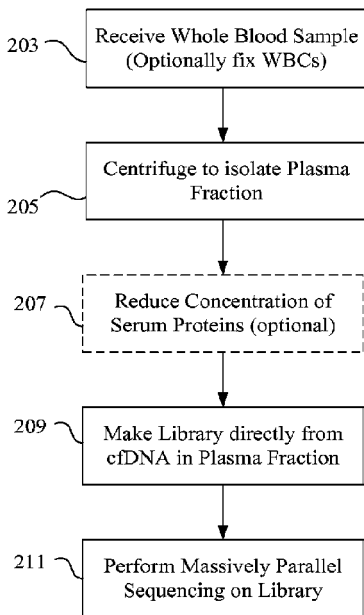 203
Receive Whole Blood Sample
(Optionally fix WBCs)
205
Centrifuge to isolate Plasma
Fraction
207
Reduce Concentration of
Serum Proteins (optional)
209
Make Library directly from
cfDNA in Plasma Fraction
211
Perform Massively Parallel
Sequencing on Library